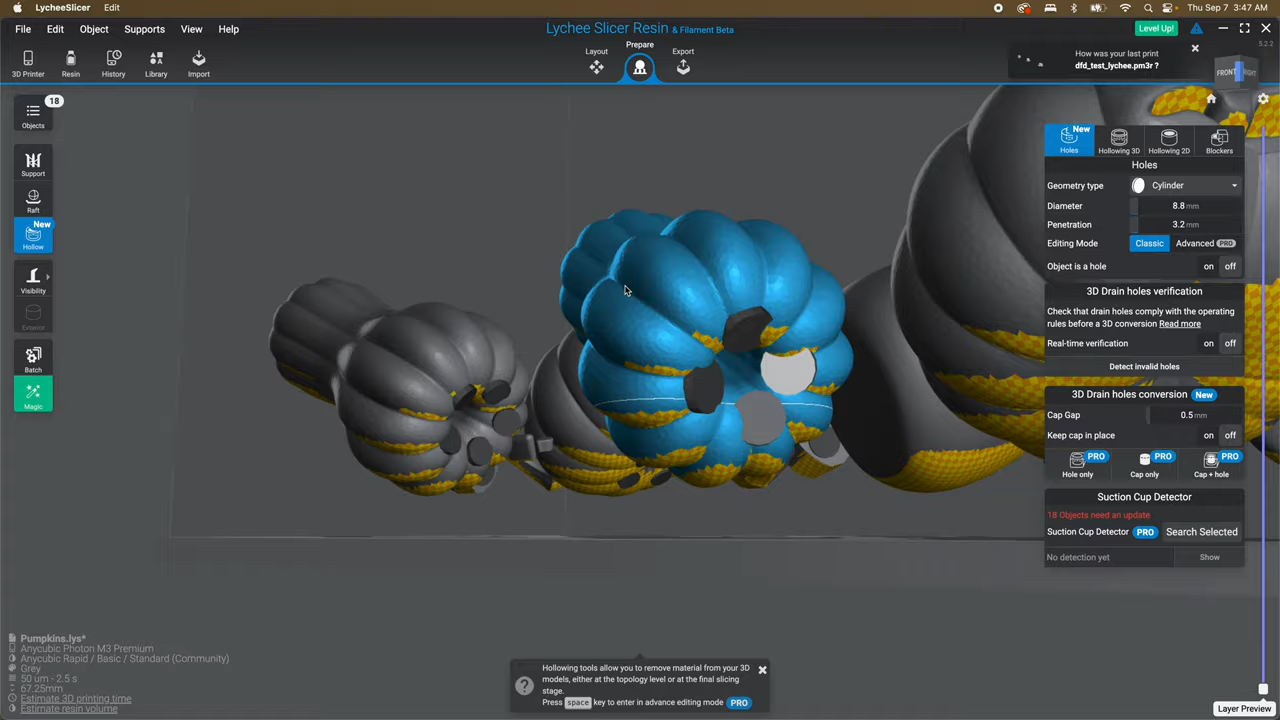 LycheeSlicer Edit
Thu Sep 7 3:47 AM
File Edit Object Supports View Help
Lychee Slicer Resin & Filament Beta
Level Up!
5.2.2
3D Printer Resin History Library Import
Layout Prepare Export
How was your last print
dfd_test_lychee.pm3r ?
FRONT RIGHT
18
Objects
Support
Raft
New
Hollow
Visibility
Exterior
Batch
Magic
New
Holes Hollowing 3D Hollowing 2D Blockers
Holes
Geometry type Cylinder
Diameter 8.8 mm
Penetration 3.2 mm
Editing Mode Classic Advanced PRO
Object is a hole on off
3D Drain holes verification
Check that drain holes comply with the operating
rules before a 3D conversion Read more
Real-time verification on off
Detect invalid holes
3D Drain holes conversion New
Cap Gap 0.5 mm
Keep cap in place on off
PRO PRO PRO
Hole only Cap only Cap + hole
Suction Cup Detector
18 Objects need an update
Suction Cup Detector PRO Search Selected
No detection yet Show
Pumpkins.lys*
Anycubic Photon M3 Premium
Anycubic Rapid / Basic / Standard (Community)
Grey
50 um - 2.5 s
67.25mm
Estimate 3D printing time
Estimate resin volume
Hollowing tools allow you to remove material from your 3D
models, either at the topology level or at the final slicing
stage.
Press space key to enter in advance editing mode PRO
Layer Preview